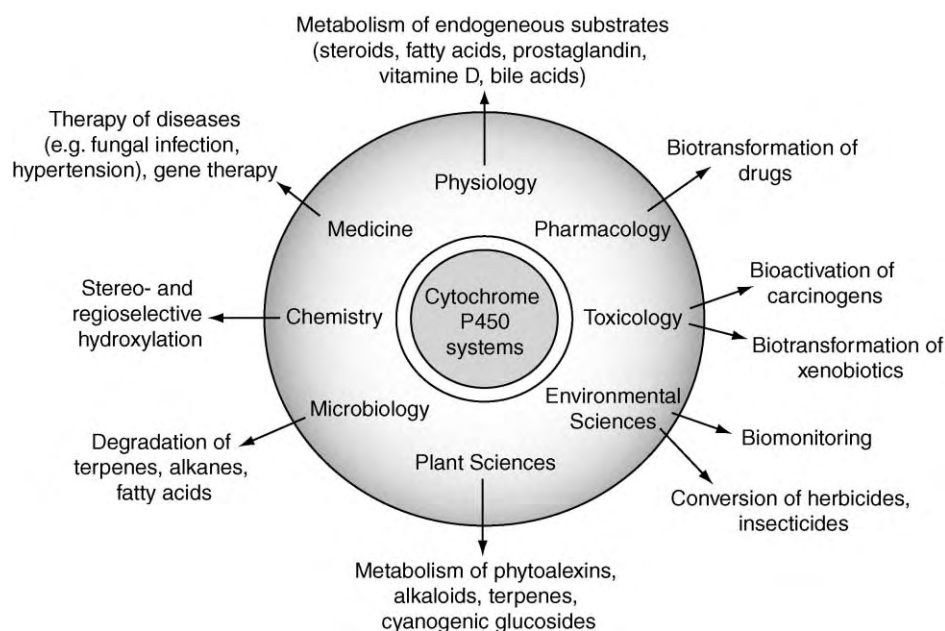 Metabolism of endogeneous substrates
(steroids, fatty acids, prostaglandin,
vitamine D, bile acids)
Therapy of diseases
(e.g. fungal infection,
hypertension), gene therapy
Biotransformation of
drugs
Physiology
Medicine
Pharmacology
Stereo- and
regioselective
hydroxylation
Chemistry
Cytochrome
P450
systems
Toxicology
Bioactivation of
carcinogens
Biotransformation of
xenobiotics
Microbiology
Environmental
Sciences
Biomonitoring
Degradation of
terpenes, alkanes,
fatty acids
Plant Sciences
Conversion of herbicides,
insecticides
Metabolism of phytoalexins,
alkaloids, terpenes,
cyanogenic glucosides